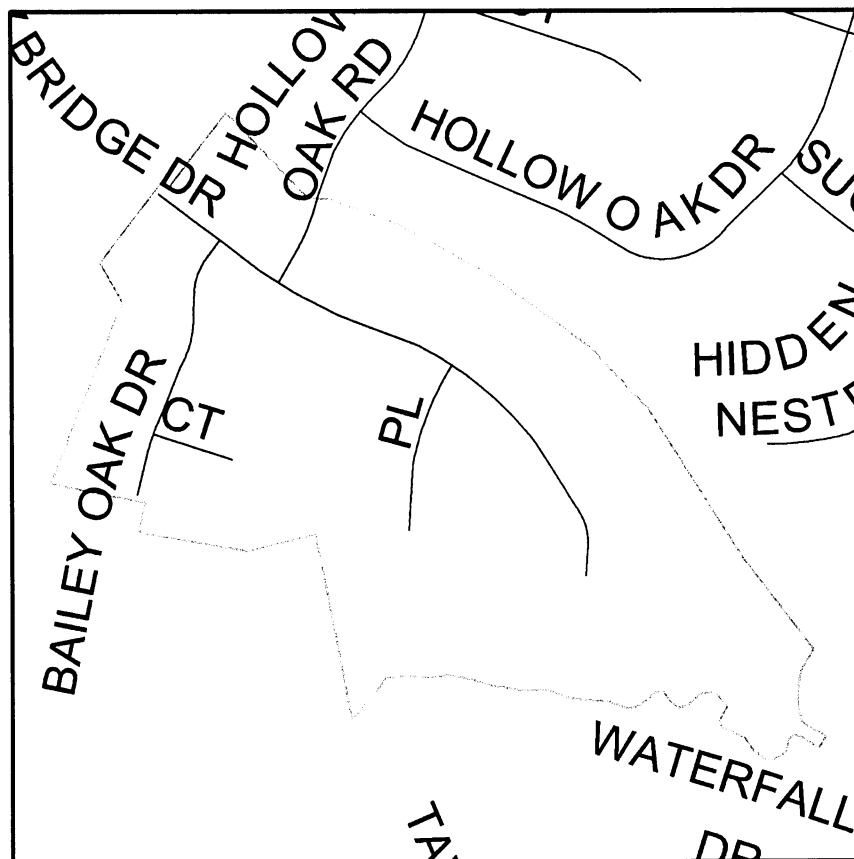 BRIDGE DR
HOLLOW
OAK RD
HOLLOW OAK DR
HIDDEN
NEST
BAILEY OAK DR
CT
PL
WATERFALL
DR